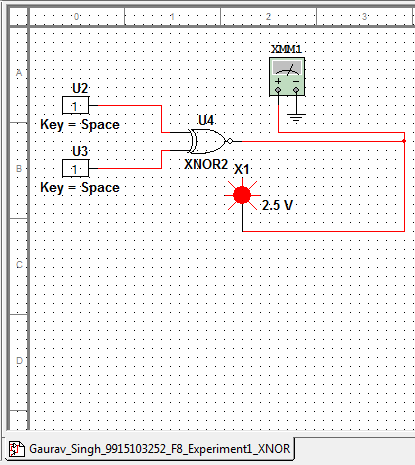 0 1 2 3
A
XMM1
U2
1
Key = Space
U4
U3
B
1
XNOR2
Key = Space
X1
2.5 V
C
D
Gaurav_Singh_9915103252_F8_Experiment1_XNOR